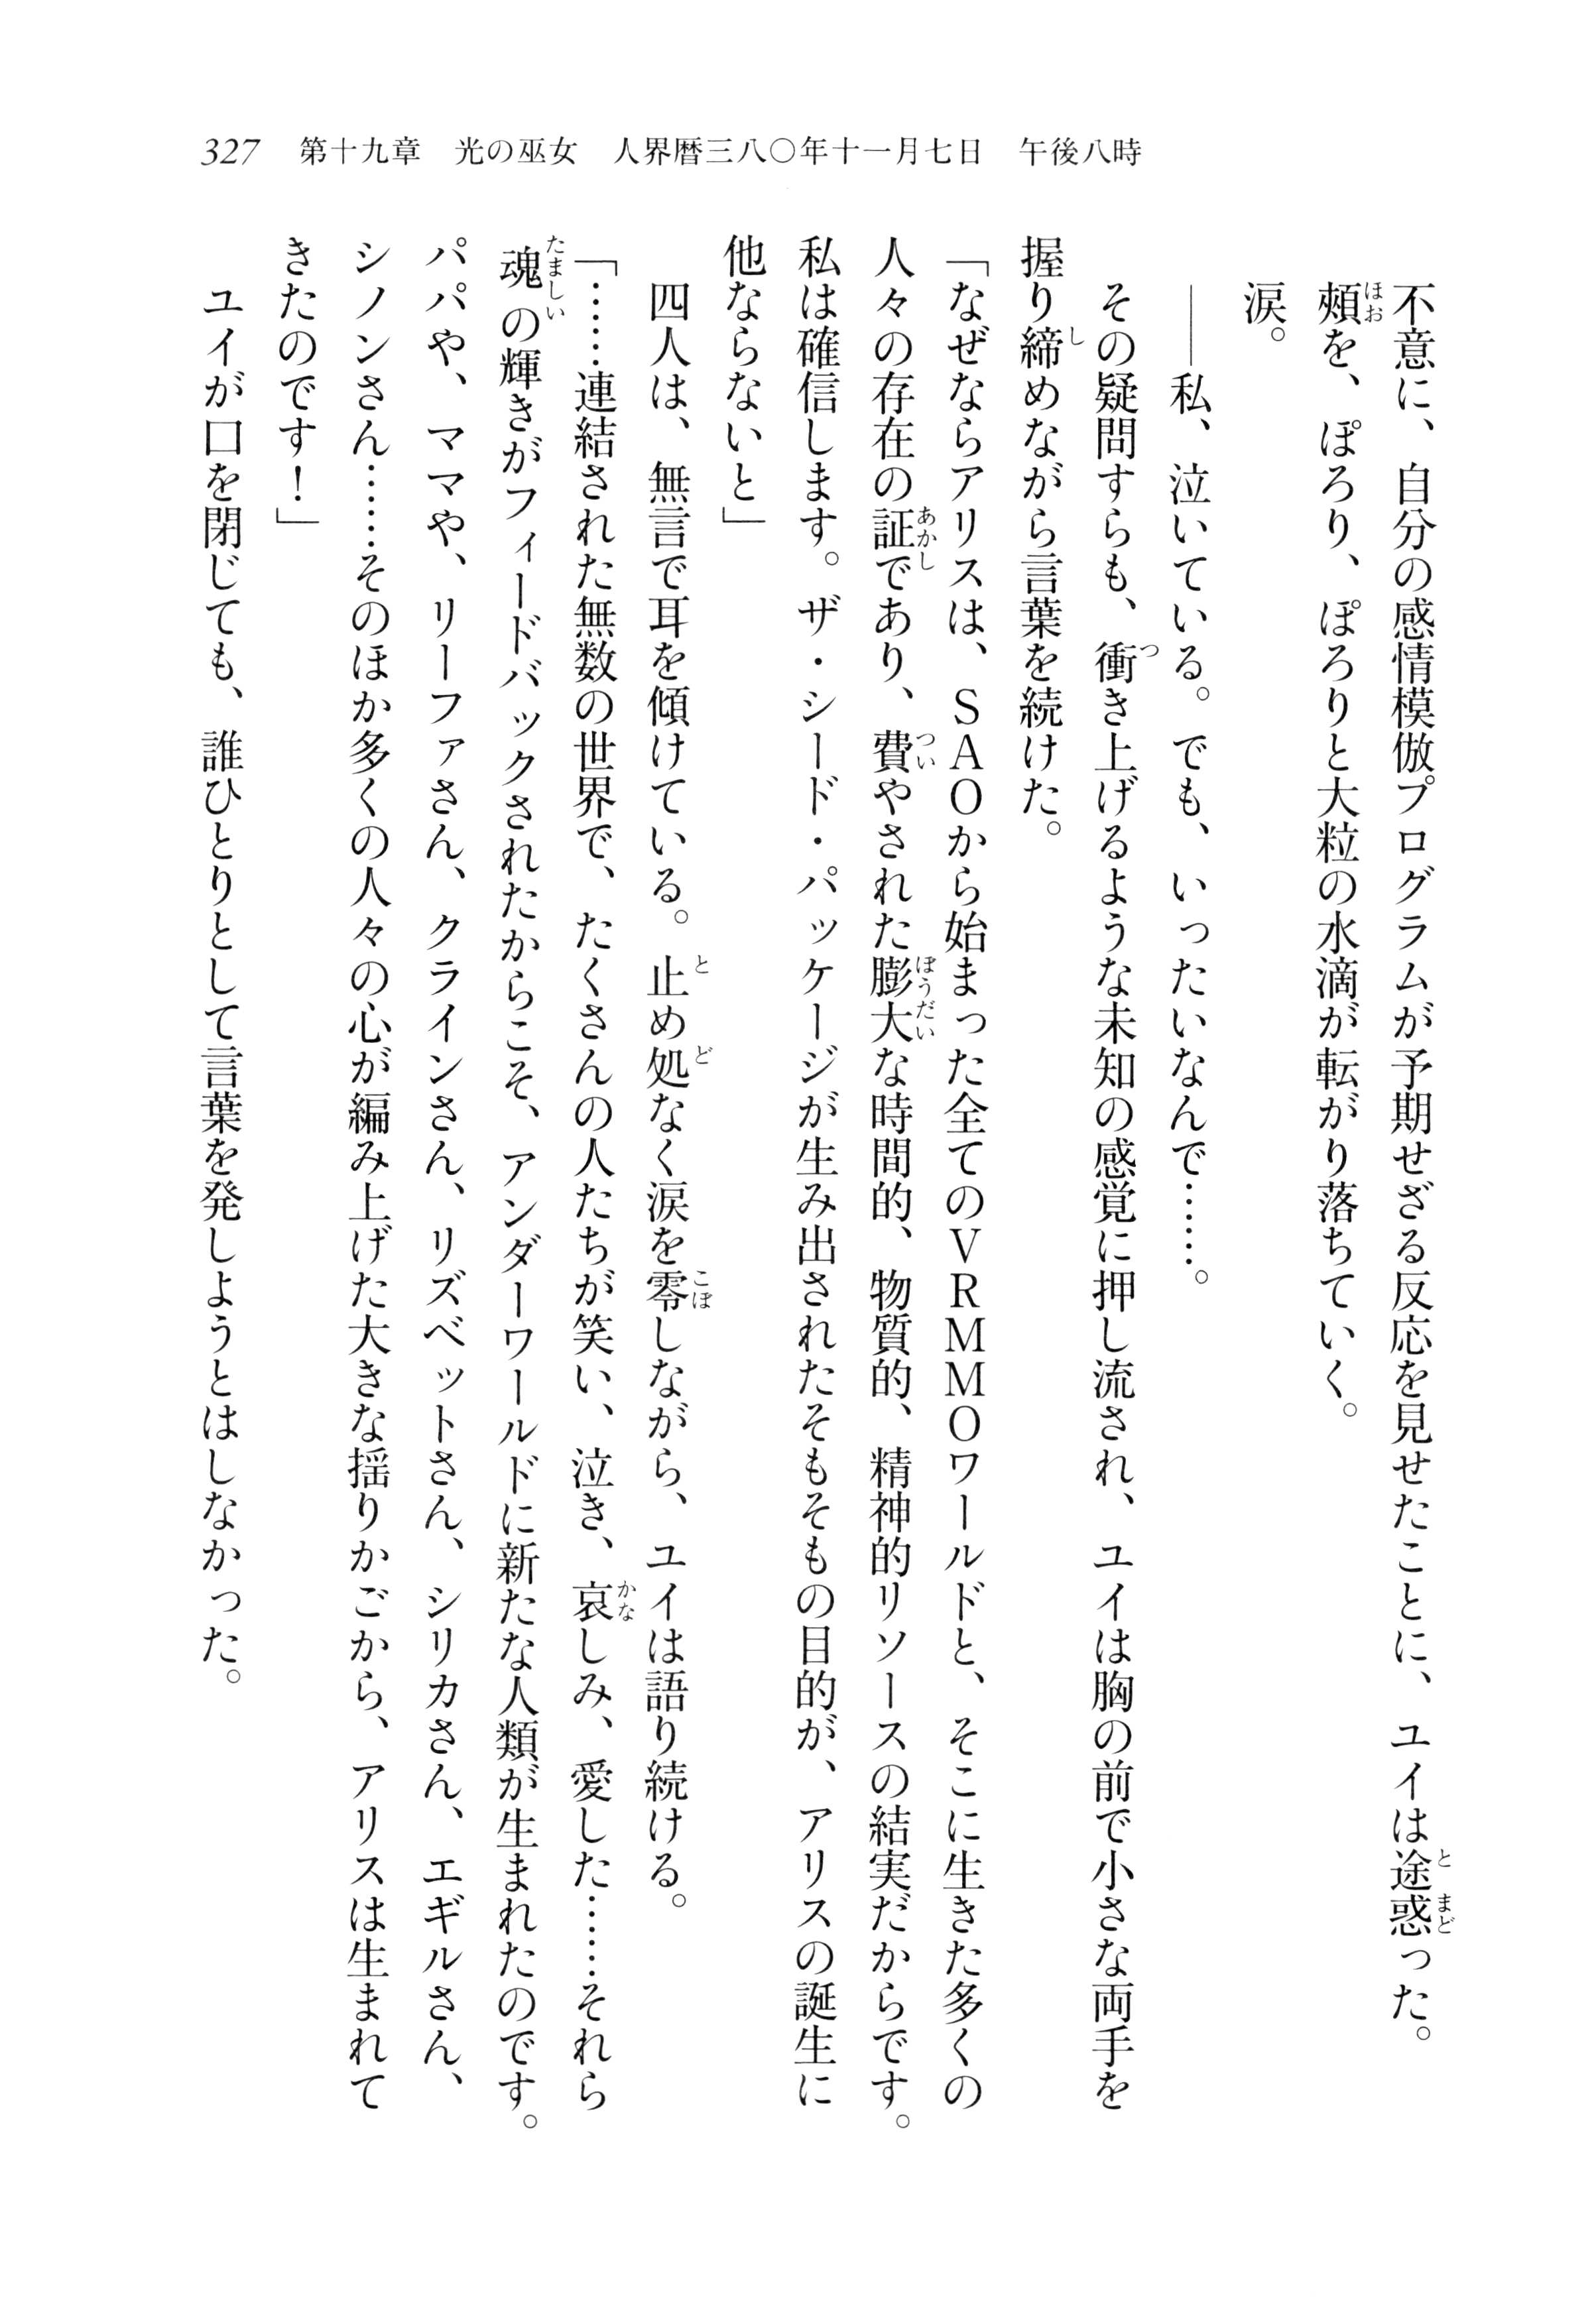 327　第十九章　光の巫女　人界暦三八〇年十一月七日　午後八時
　不意に、自分の感情模倣プログラムが予期せざる反応を見せたことに、ユイは途惑った。
　頬を、ぽろり、ぽろりと大粒の水滴が転がり落ちていく。
　涙。
　――私、泣いている。でも、いったいなんで……。
　その疑問すらも、衝き上げるような未知の感覚に押し流され、ユイは胸の前で小さな両手を
握り締めながら言葉を続けた。
「なぜならアリスは、ＳＡＯから始まった全てのＶＲＭＭＯワールドと、そこに生きた多くの
人々の存在の証であり、費やされた膨大な時間的、物質的、精神的リソースの結実だからです。
私は確信します。ザ・シード・パッケージが生み出されたそもそもの目的が、アリスの誕生に
他ならないと」
　四人は、無言で耳を傾けている。止め処なく涙を零しながら、ユイは語り続ける。
「……連結された無数の世界で、たくさんの人たちが笑い、泣き、哀しみ、愛した……それら
魂の輝きがフィードバックされたからこそ、アンダーワールドに新たな人類が生まれたのです。
パパや、ママや、リーファさん、クラインさん、リズベットさん、シリカさん、エギルさん、
シノンさん……そのほか多くの人々の心が編み上げた大きな揺りかごから、アリスは生まれて
きたのです！」
　ユイが口を閉じても、誰ひとりとして言葉を発しようとはしなかった。